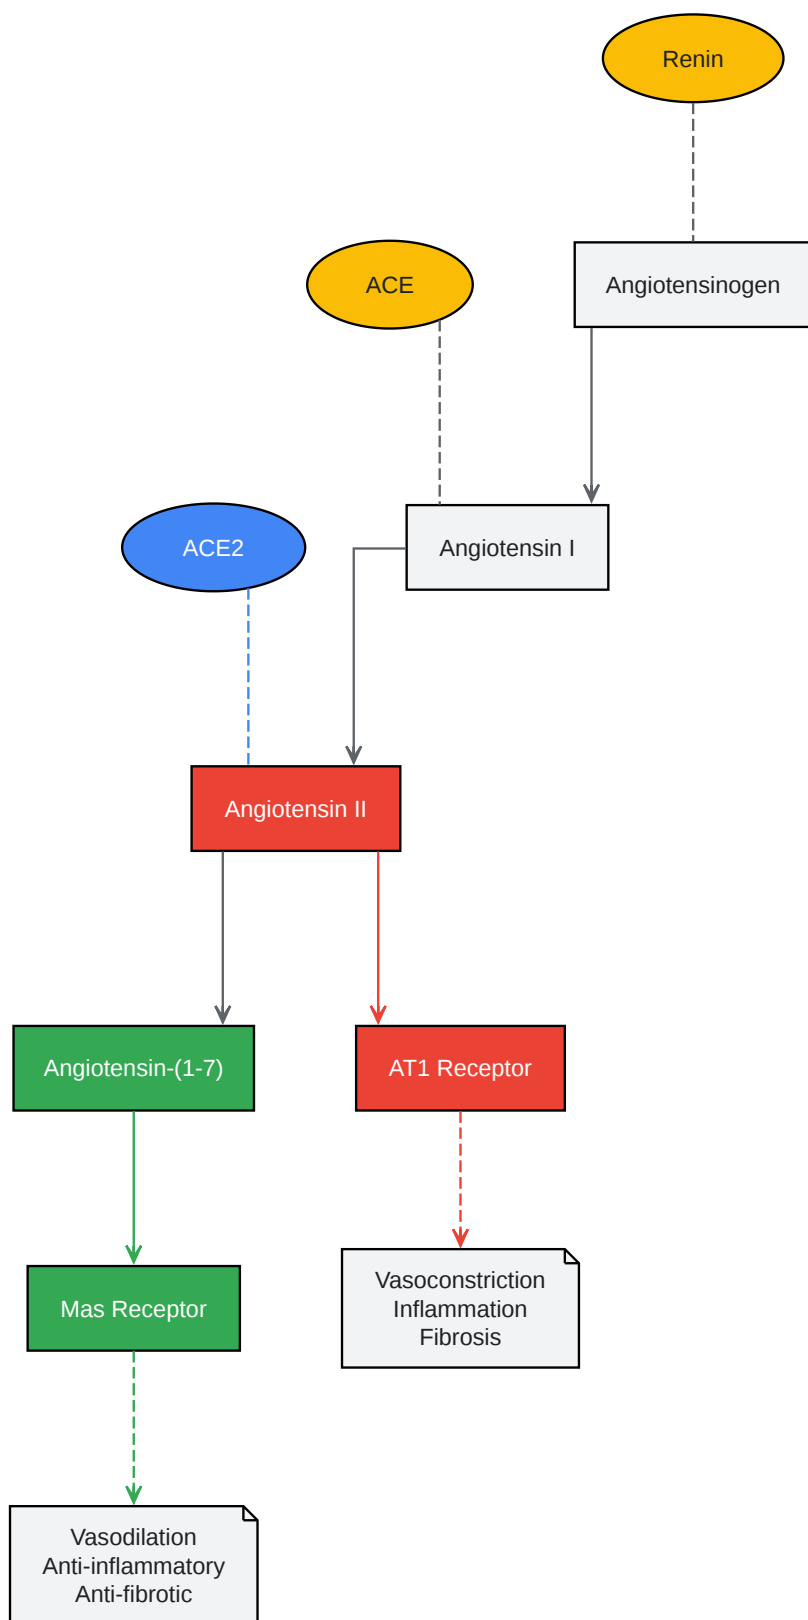 Renin
ACE
Angiotensinogen
ACE2
Angiotensin I
Angiotensin II
Angiotensin-(1-7)
AT1 Receptor
Mas Receptor
Vasoconstriction
Inflammation
Fibrosis
Vasodilation
Anti-inflammatory
Anti-fibrotic